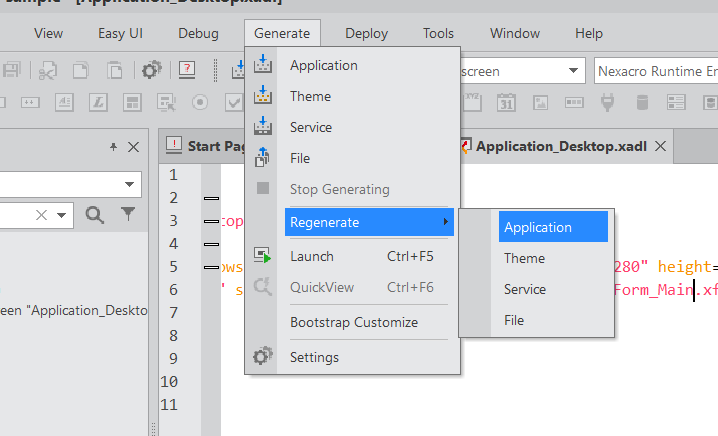 sample - [Application_Desktop.xadl]
View Easy UI Debug Generate Deploy Tools Window Help
Application
Theme
Service
File
Stop Generating
Regenerate
Launch Ctrl+F5
QuickView Ctrl+F6
Bootstrap Customize
Settings
Application
Theme
Service
File
screen Nexacro Runtime En
XYZ
31
Start Pag Application_Desktop.xadl
1
2
3 top
4
5 ows 280" height=
6 " s Form_Main.xf
7
8
9
10
11
een "Application_Deskto